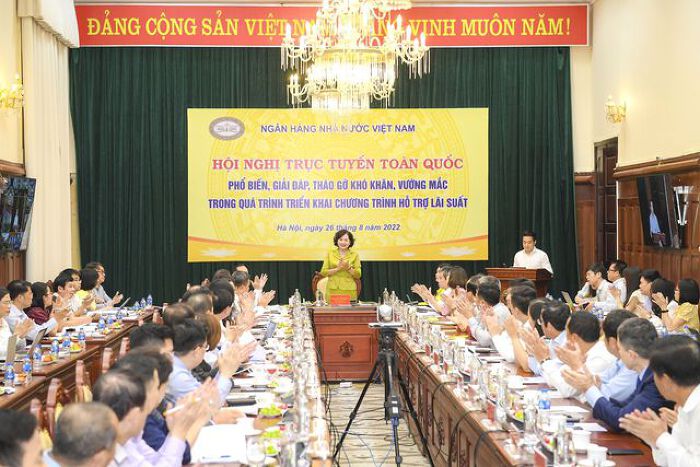 ĐẢNG CỘNG SẢN VIỆT NAM QUANG VINH MUÔN NĂM!
NGÂN HÀNG NHÀ NƯỚC VIỆT NAM
HỘI NGHỊ TRỰC TUYẾN TOÀN QUỐC
PHỔ BIẾN, GIẢI ĐÁP, THÁO GỠ KHÓ KHĂN, VƯỚNG MẮC
TRONG QUÁ TRÌNH TRIỂN KHAI CHƯƠNG TRÌNH HỖ TRỢ LÃI SUẤT
Hà Nội, ngày 26 tháng 8 năm 2022